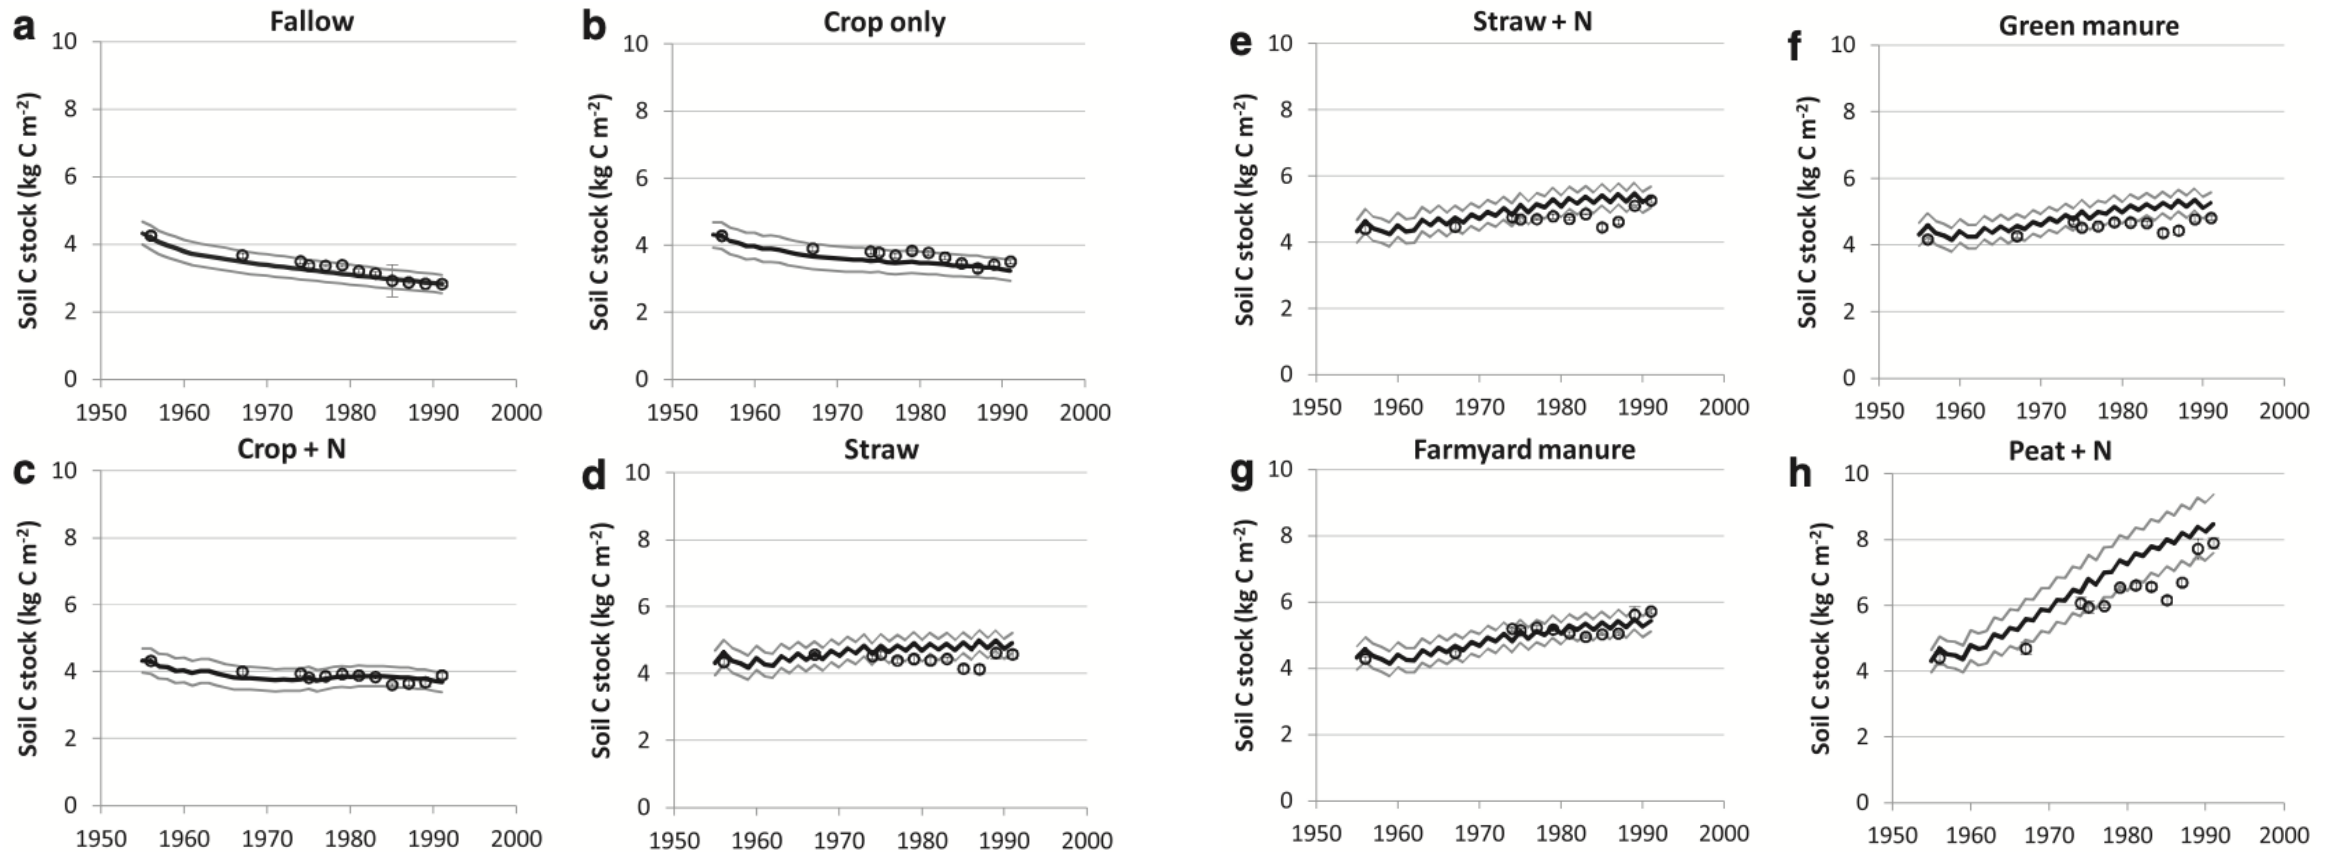 a
Fallow
Soil C stock (kg C m-2)
10
8
6
4
2
0
1950 1960 1970 1980 1990 2000
b
Crop only
Soil C stock (kg C m-2)
10
8
6
4
2
0
1950 1960 1970 1980 1990 2000
c
Crop + N
Soil C stock (kg C m-2)
10
8
6
4
2
0
1950 1960 1970 1980 1990 2000
d
Straw
Soil C stock (kg C m-2)
10
8
6
4
2
0
1950 1960 1970 1980 1990 2000
e
Straw + N
Soil C stock (kg C m-2)
10
8
6
4
2
0
1950 1960 1970 1980 1990 2000
f
Green manure
Soil C stock (kg C m-2)
10
8
6
4
2
0
1950 1960 1970 1980 1990 2000
g
Farmyard manure
Soil C stock (kg C m-2)
10
8
6
4
2
0
1950 1960 1970 1980 1990 2000
h
Peat + N
Soil C stock (kg C m-2)
10
8
6
4
2
0
1950 1960 1970 1980 1990 2000